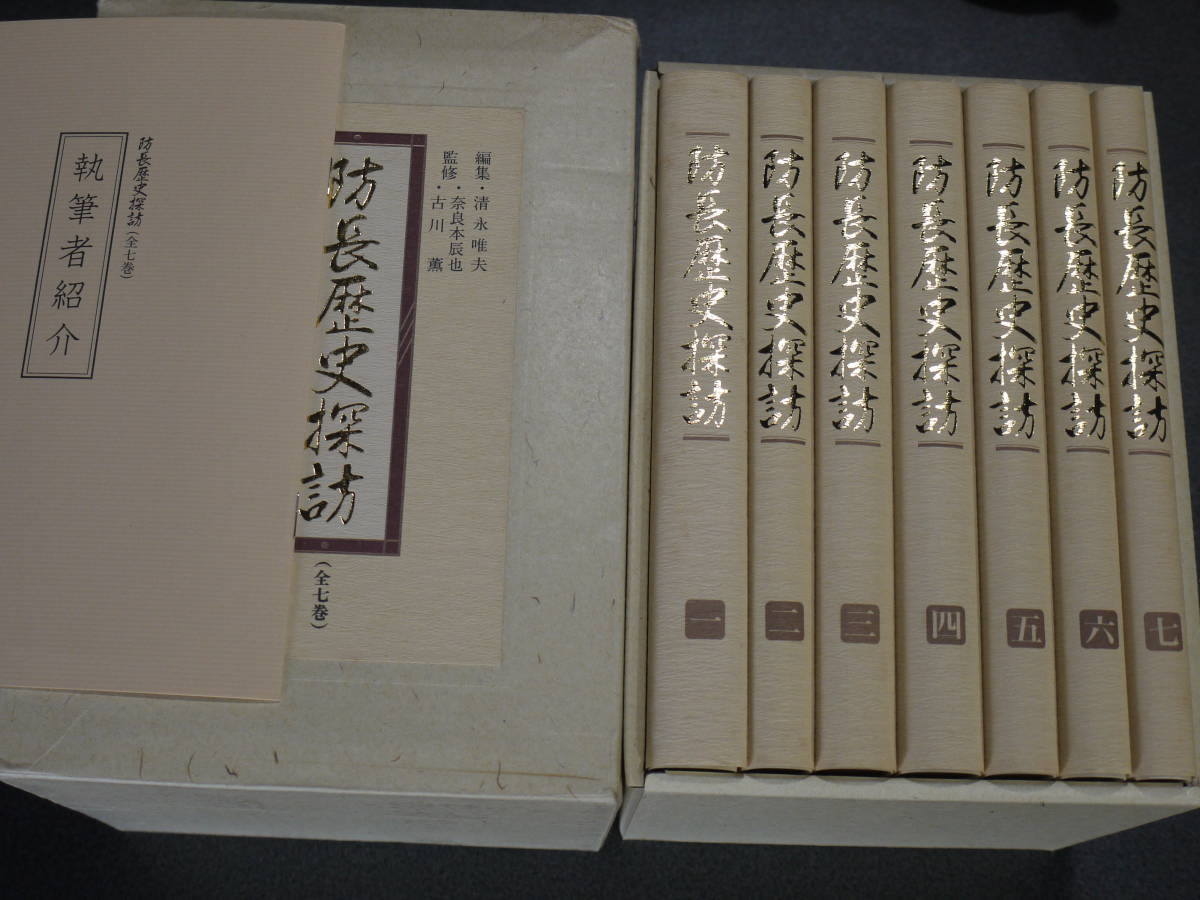 防長歴史探訪(全七巻)
執筆者紹介
編集・清永唯夫
監修・奈良本辰也
・古川薫
防長歴史探訪
(全七巻)
防長歴史探訪
一
防長歴史探訪
二
防長歴史探訪
三
防長歴史探訪
四
防長歴史探訪
五
防長歴史探訪
六
防長歴史探訪
七